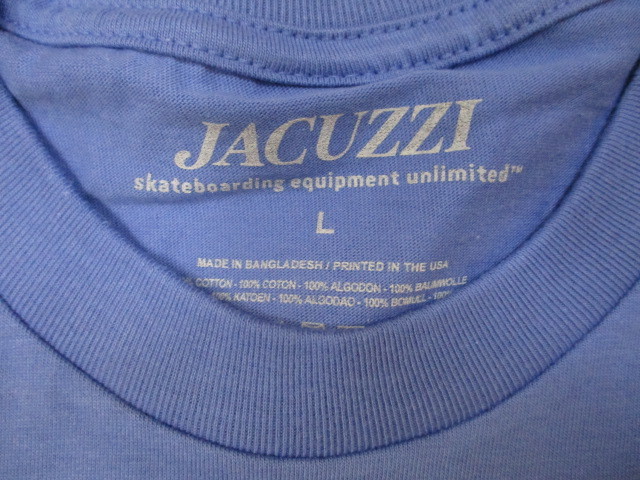 JACUZZI
skateboarding equipment unlimited™
L
MADE IN BANGLADESH / PRINTED IN THE USA
COTTON - 100% COTON - 100% ALGODON - 100% BAUMWOLLE
100% KATOEN - 100% ALGODAO - 100% BOMULL - 100%